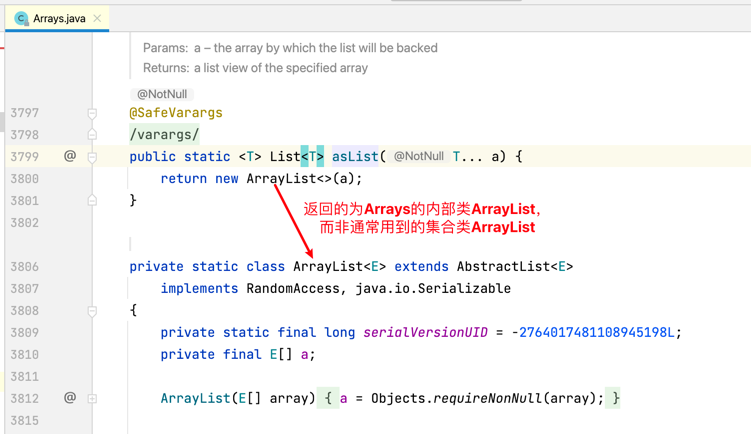 Arrays.java
Params: a – the array by which the list will be backed
Returns: a list view of the specified array
@NotNull
3797 @SafeVarargs
3798 /varargs/
3799 @ public static <T> List<T> asList( @NotNull T... a) {
3800 return new ArrayList<>(a);
3801 }
3802
返回的为Arrays的内部类ArrayList,
而非通常用到的集合类ArrayList
3806 private static class ArrayList<E> extends AbstractList<E>
3807 implements RandomAccess, java.io.Serializable
3808 {
3809 private static final long serialVersionUID = -2764017481108945198L;
3810 private final E[] a;
3811
3812 @ ArrayList(E[] array) { a = Objects.requireNonNull(array); }
3815